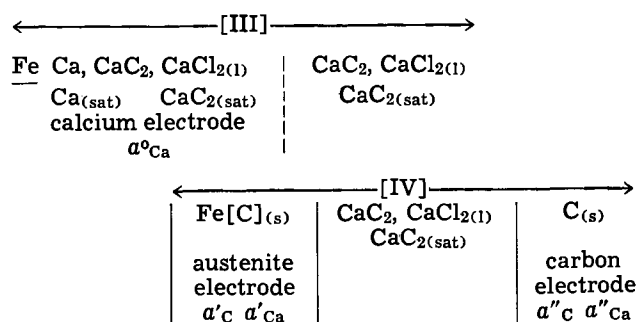 [III]
Fe Ca, CaC₂, CaCl₂₍ₗ₎ CaC₂, CaCl₂₍ₗ₎
Ca₍sat₎ CaC₂₍sat₎ CaC₂₍sat₎
calcium electrode
a°Ca
[IV]
Fe[C]₍s₎ CaC₂, CaCl₂₍ₗ₎ C₍s₎
CaC₂₍sat₎
austenite carbon
electrode electrode
a′C a′Ca a″C a″Ca